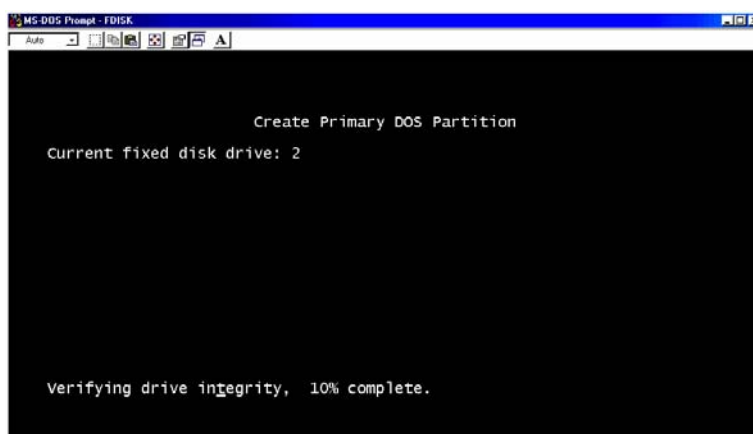 MS-DOS Prompt - FDISK
Auto
A
Create Primary DOS Partition
Current fixed disk drive: 2
Verifying drive integrity, 10% complete.